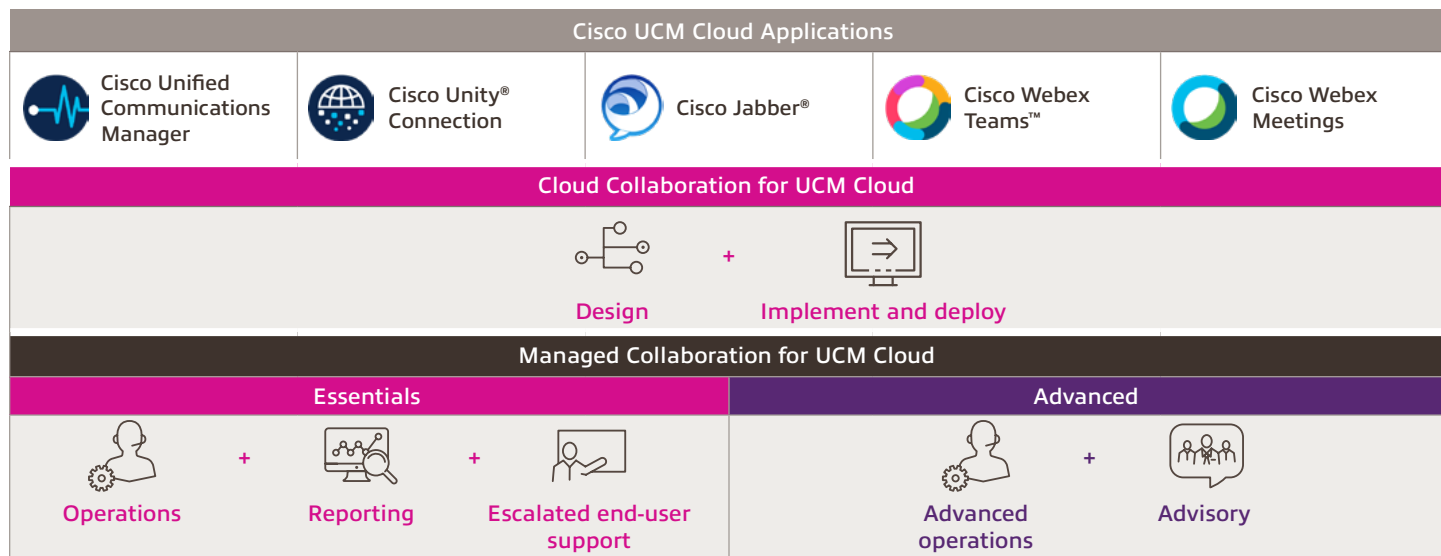 Cisco UCM Cloud Applications
Cisco Unified
Communications
Manager
Cisco Unity®
Connection
Cisco Jabber®
Cisco Webex
Teams™
Cisco Webex
Meetings
Cloud Collaboration for UCM Cloud
+
Design
Implement and deploy
Managed Collaboration for UCM Cloud
Essentials
Advanced
+
+
+
Operations
Reporting
Escalated end-user
support
Advanced
operations
Advisory